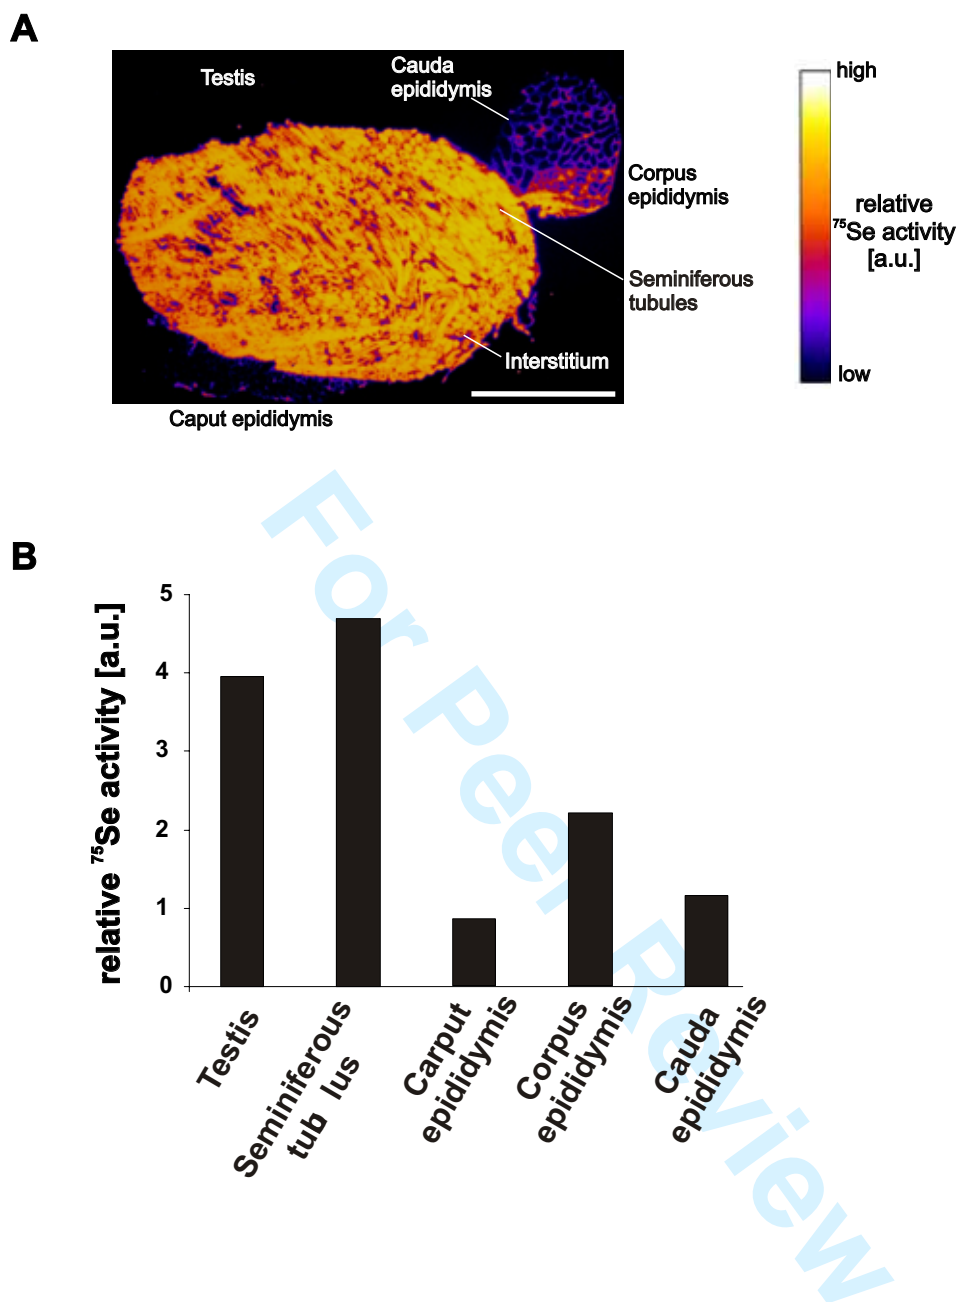 A
Testis
Cauda
epididymis
Corpus
epididymis
Seminiferous
tubules
Interstitium
Caput epididymis
high
relative
⁷⁵Se activity
[a.u.]
low
B
relative ⁷⁵Se activity [a.u.]
5
4
3
2
1
0
Testis
Seminiferous
tub lus
Carput
epididymis
Corpus
epididymis
Cauda
epididymis
For Peer Review